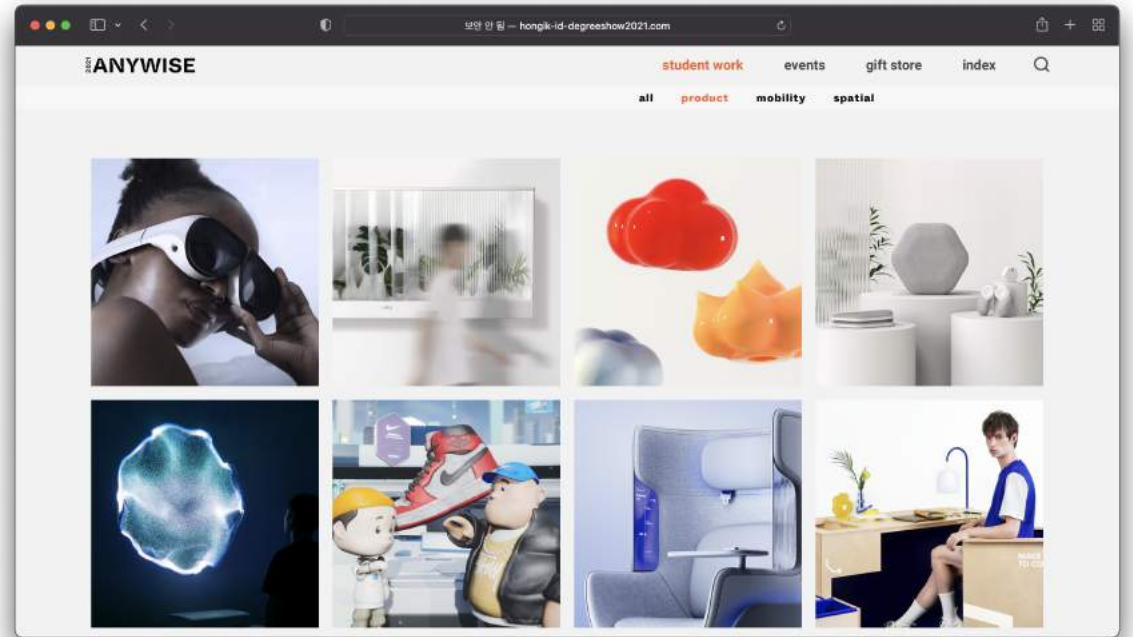 보안 안 됨 — hongik-id-degreeshow2021.com
2021 ANYWISE
student work events gift store index
all product mobility spatial